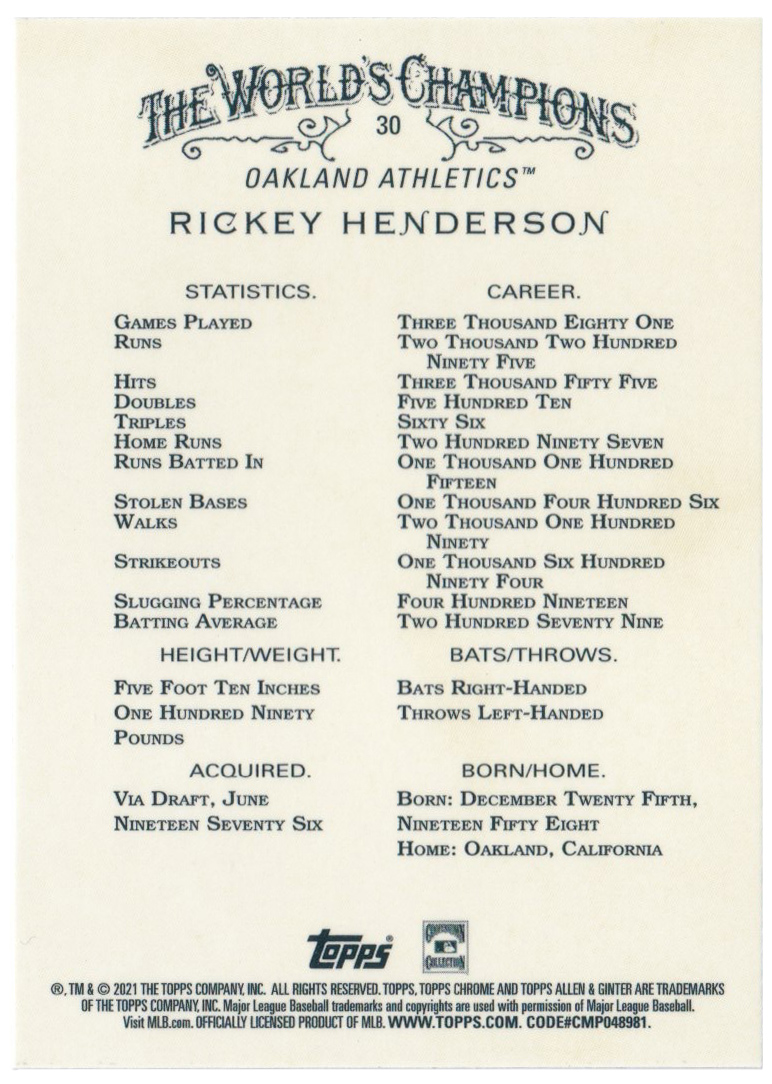 THE WORLD'S CHAMPIONS
30
OAKLAND ATHLETICS™
RICKEY HENDERSON
STATISTICS. CAREER.
GAMES PLAYED THREE THOUSAND EIGHTY ONE
RUNS TWO THOUSAND TWO HUNDRED
NINETY FIVE
HITS THREE THOUSAND FIFTY FIVE
DOUBLES FIVE HUNDRED TEN
TRIPLES SIXTY SIX
HOME RUNS TWO HUNDRED NINETY SEVEN
RUNS BATTED IN ONE THOUSAND ONE HUNDRED
FIFTEEN
STOLEN BASES ONE THOUSAND FOUR HUNDRED SIX
WALKS TWO THOUSAND ONE HUNDRED
NINETY
STRIKEOUTS ONE THOUSAND SIX HUNDRED
NINETY FOUR
SLUGGING PERCENTAGE FOUR HUNDRED NINETEEN
BATTING AVERAGE TWO HUNDRED SEVENTY NINE
HEIGHT/WEIGHT. BATS/THROWS.
FIVE FOOT TEN INCHES BATS RIGHT-HANDED
ONE HUNDRED NINETY THROWS LEFT-HANDED
POUNDS
ACQUIRED. BORN/HOME.
VIA DRAFT, JUNE BORN: DECEMBER TWENTY FIFTH,
NINETEEN SEVENTY SIX NINETEEN FIFTY EIGHT
HOME: OAKLAND, CALIFORNIA
Topps® COOPERSTOWN
COLLECTION
®, TM & © 2021 THE TOPPS COMPANY, INC. ALL RIGHTS RESERVED. TOPPS, TOPPS CHROME AND TOPPS ALLEN & GINTER ARE TRADEMARKS
OF THE TOPPS COMPANY, INC. Major League Baseball trademarks and copyrights are used with permission of Major League Baseball.
Visit MLB.com. OFFICIALLY LICENSED PRODUCT OF MLB. WWW.TOPPS.COM. CODE#CMP048981.